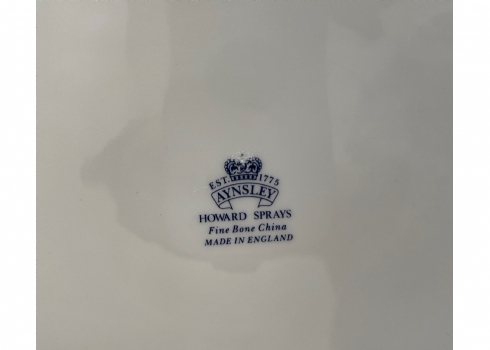 EST. 1775
AYNSLEY
HOWARD SPRAYS
Fine Bone China
MADE IN ENGLAND